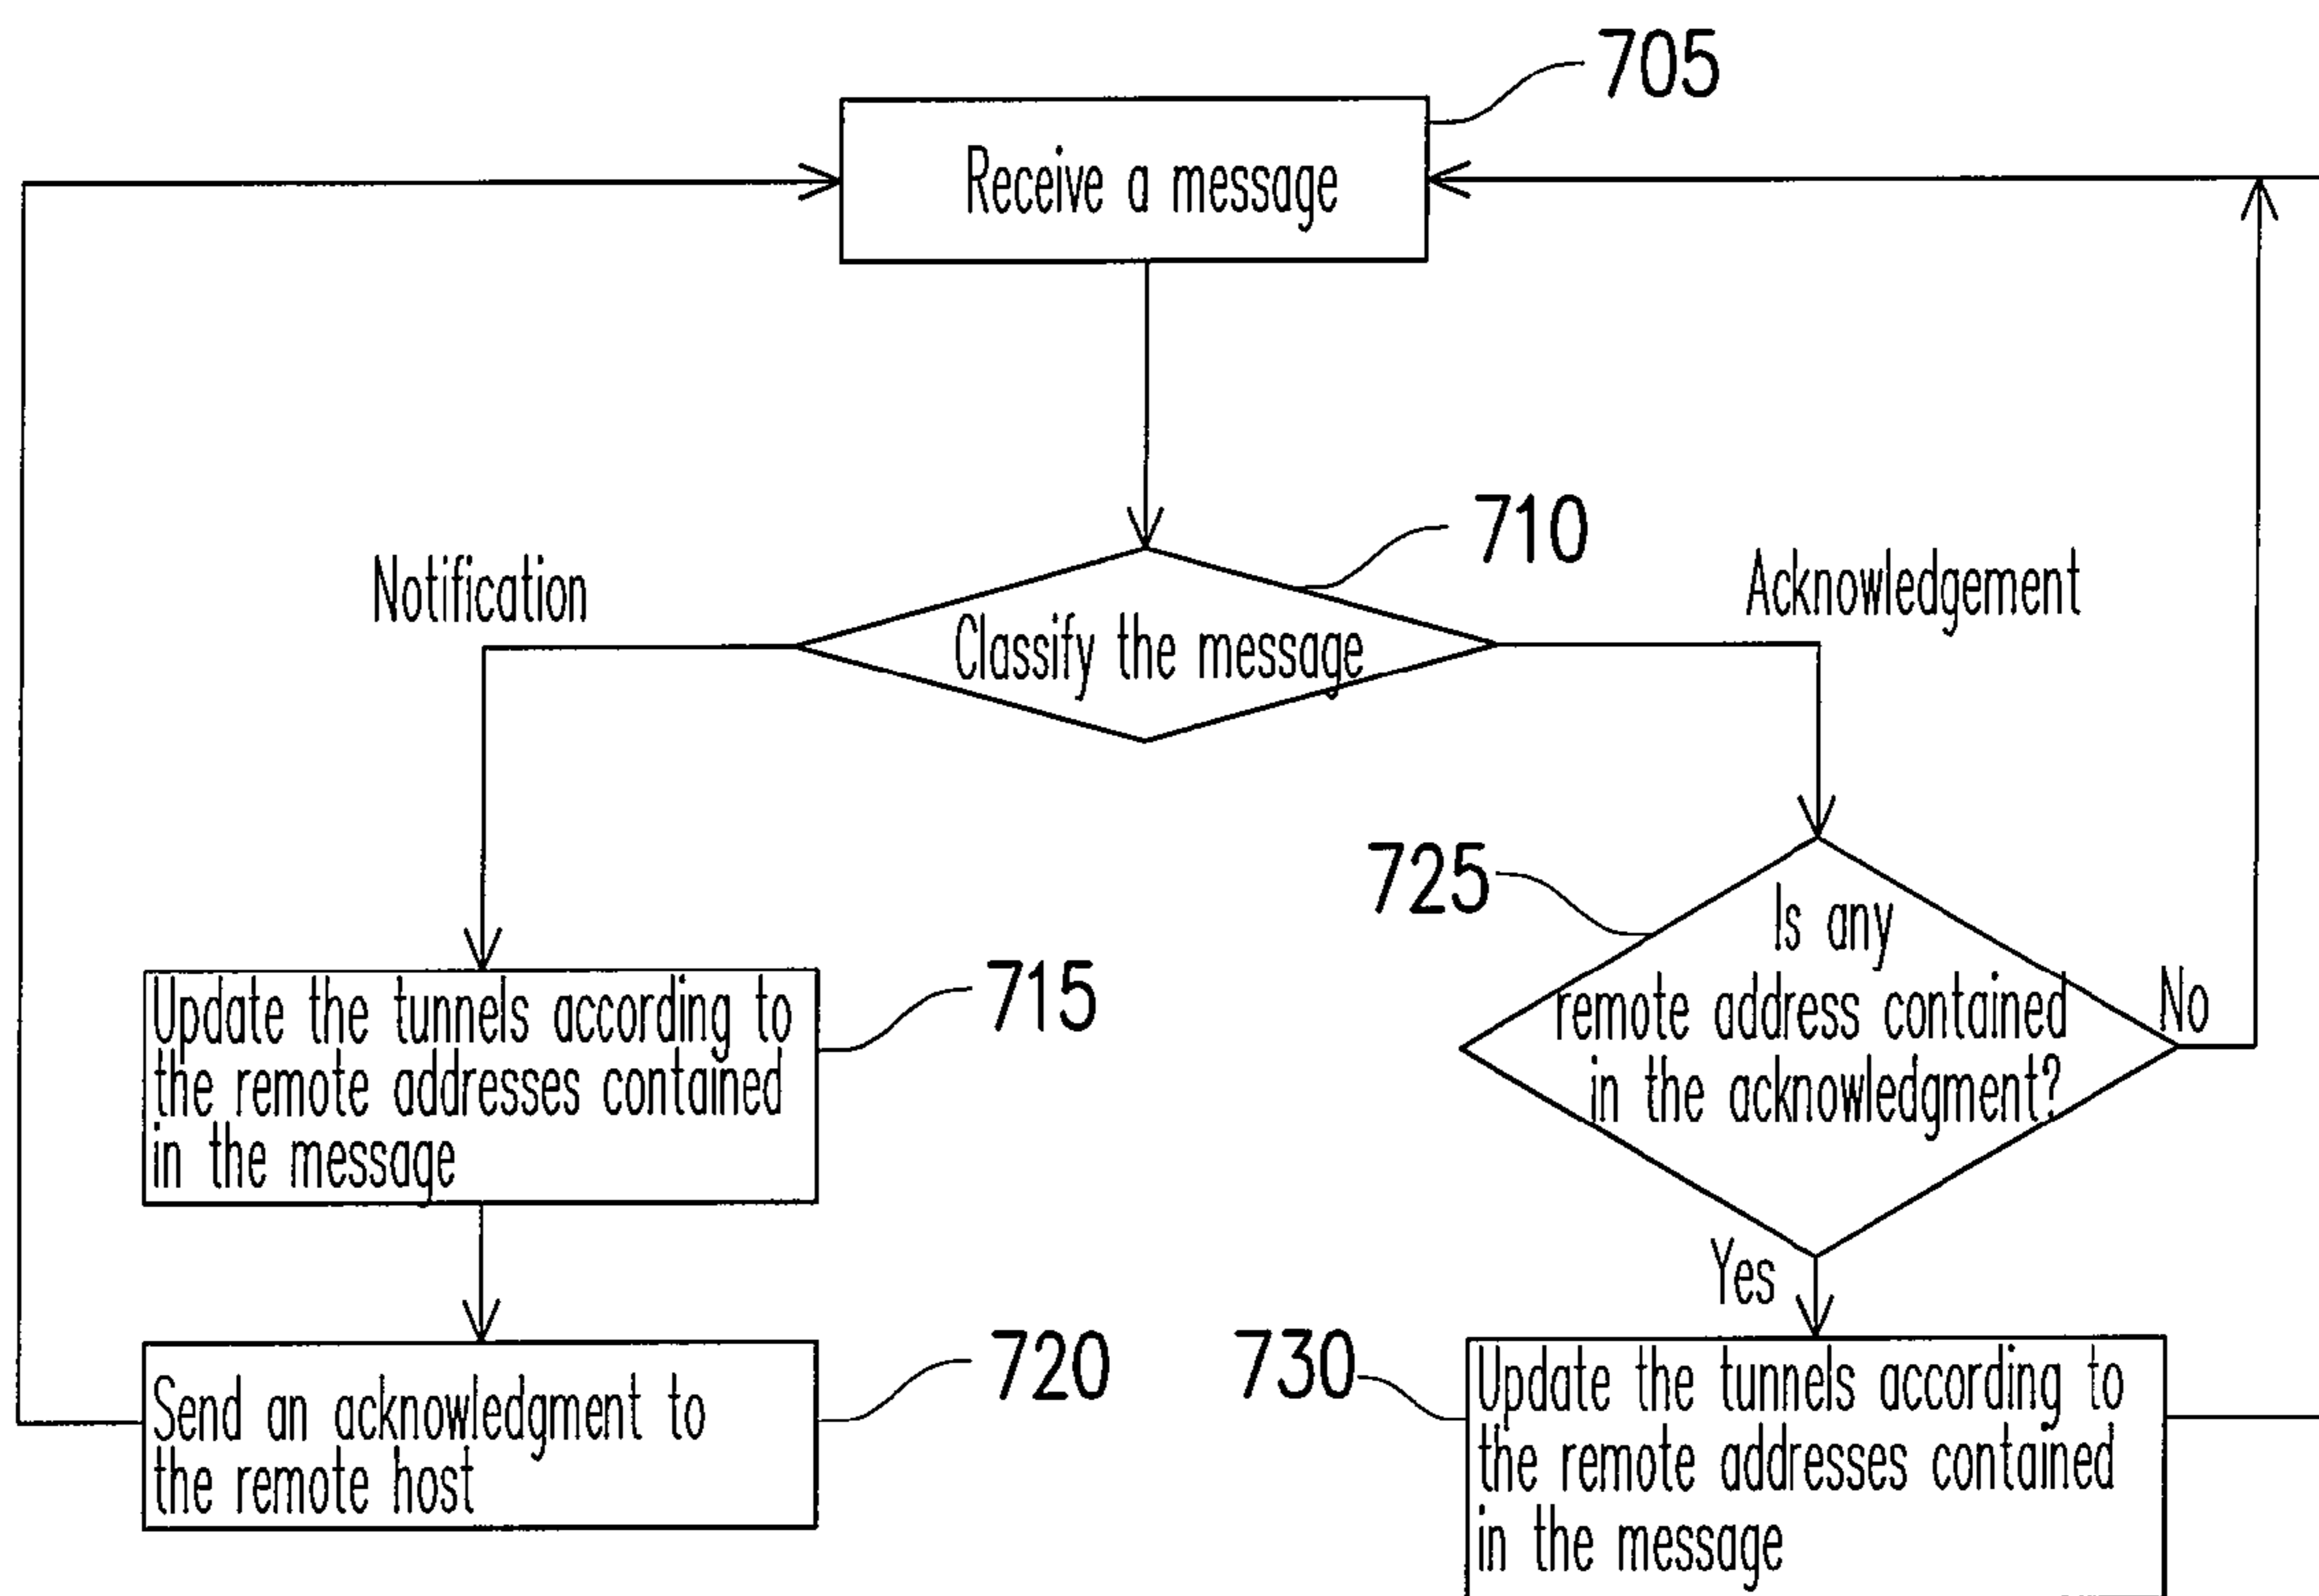 705
Receive a message
710
Notification
Classify the message
Acknowledgement
725
Is any
remote address contained
in the acknowledgment?
No
715
Update the tunnels according to
the remote addresses contained
in the message
Yes
720
Send an acknowledgment to
the remote host
730
Update the tunnels according to
the remote addresses contained
in the message